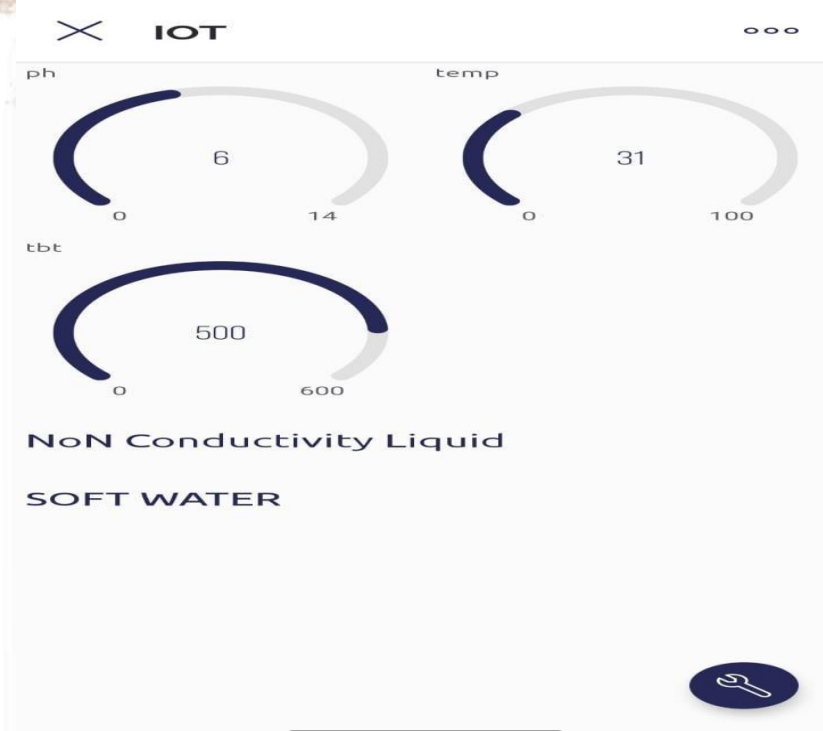 IOT
ph
temp
6
31
0
14
0
100
tbt
500
0
600
NoN Conductivity Liquid
SOFT WATER